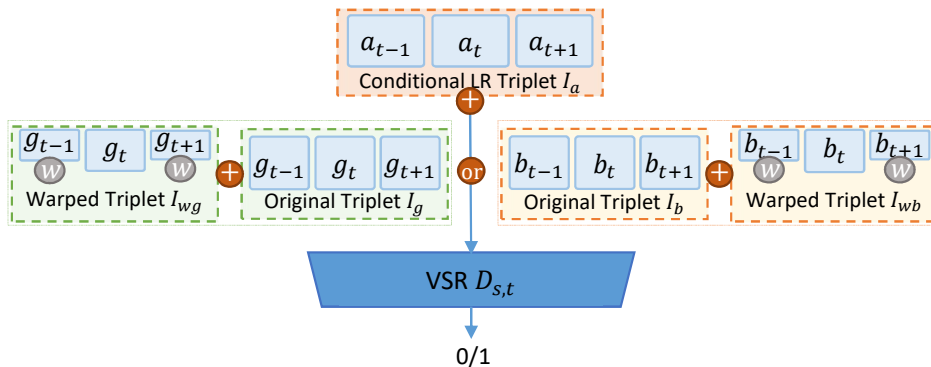 a_{t-1} a_t a_{t+1}
Conditional LR Triplet I_a
+
g_{t-1} g_t g_{t+1}
w w
Warped Triplet I_{wg}
+
g_{t-1} g_t g_{t+1}
Original Triplet I_g
or
b_{t-1} b_t b_{t+1}
Original Triplet I_b
+
b_{t-1} b_t b_{t+1}
w w
Warped Triplet I_{wb}
VSR D_{s,t}
0/1